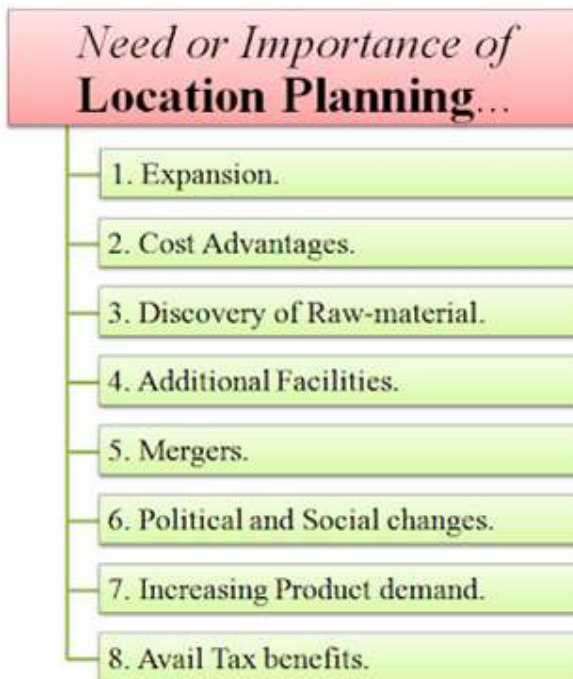 Need or Importance of
Location Planning...
1. Expansion.
2. Cost Advantages.
3. Discovery of Raw-material.
4. Additional Facilities.
5. Mergers.
6. Political and Social changes.
7. Increasing Product demand.
8. Avail Tax benefits.